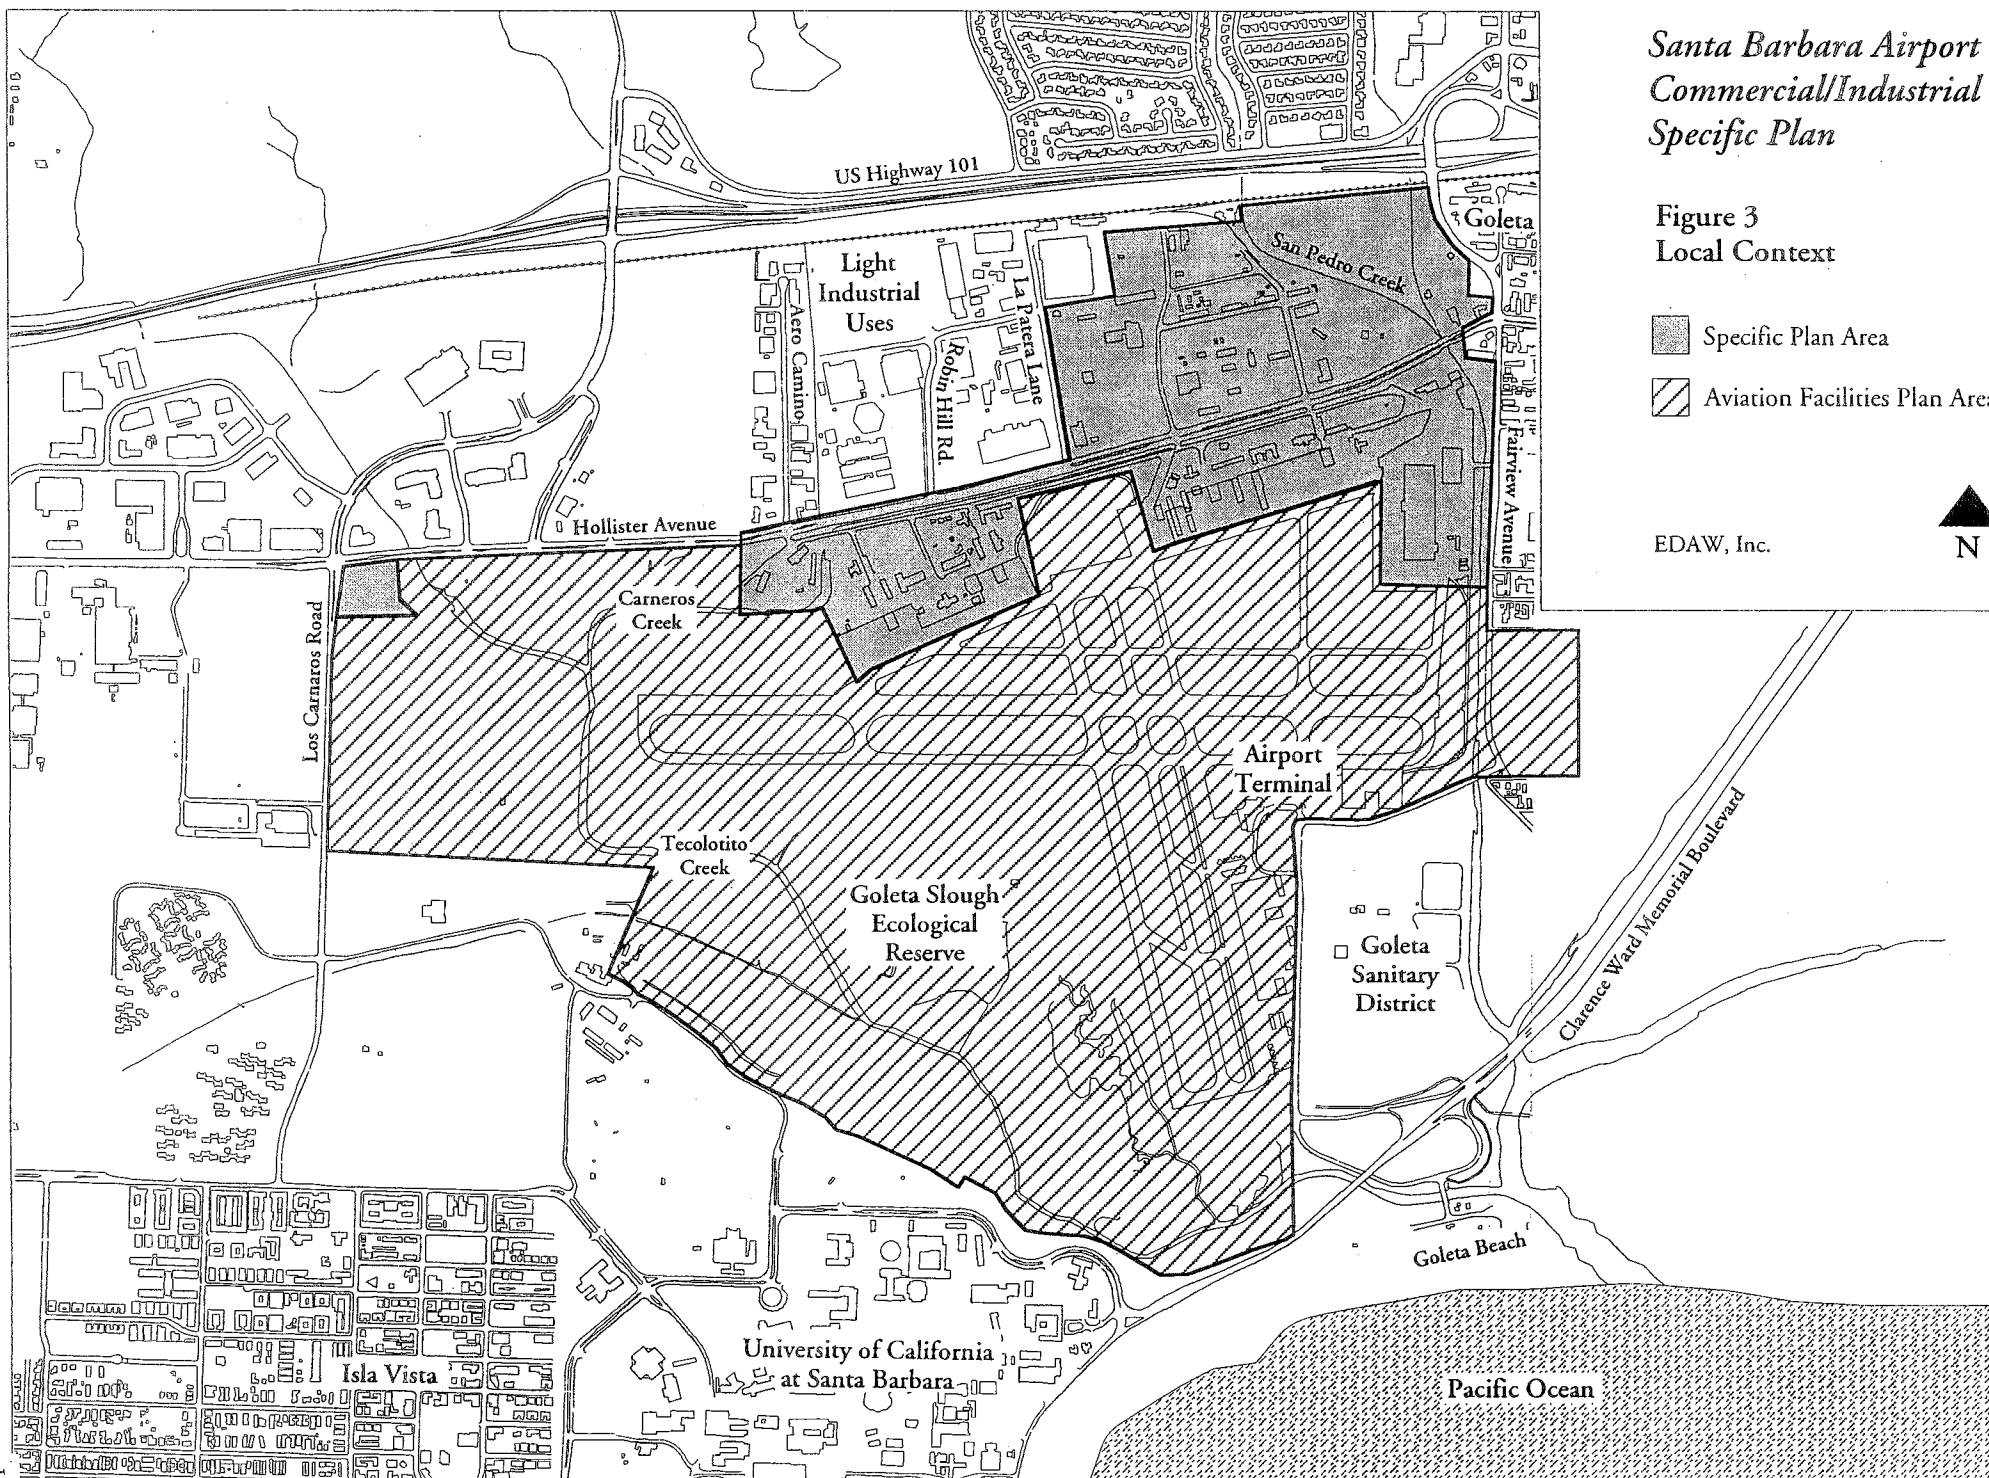 Santa Barbara Airport
Commercial/Industrial
Specific Plan
Figure 3
Local Context
Specific Plan Area
Aviation Facilities Plan Area
EDAW, Inc.
N
US Highway 101
Goleta
San Pedro Creek
Light
Industrial
Uses
Aero Camino
La Patera Lane
Robin Hill Rd.
Fairview Avenue
Hollister Avenue
Carneros
Creek
Los Carnaros Road
Airport
Terminal
Tecolotito
Creek
Goleta Slough
Ecological
Reserve
Goleta
Sanitary
District
Clarence Ward Memorial Boulevard
Goleta Beach
University of California
at Santa Barbara
Isla Vista
Pacific Ocean